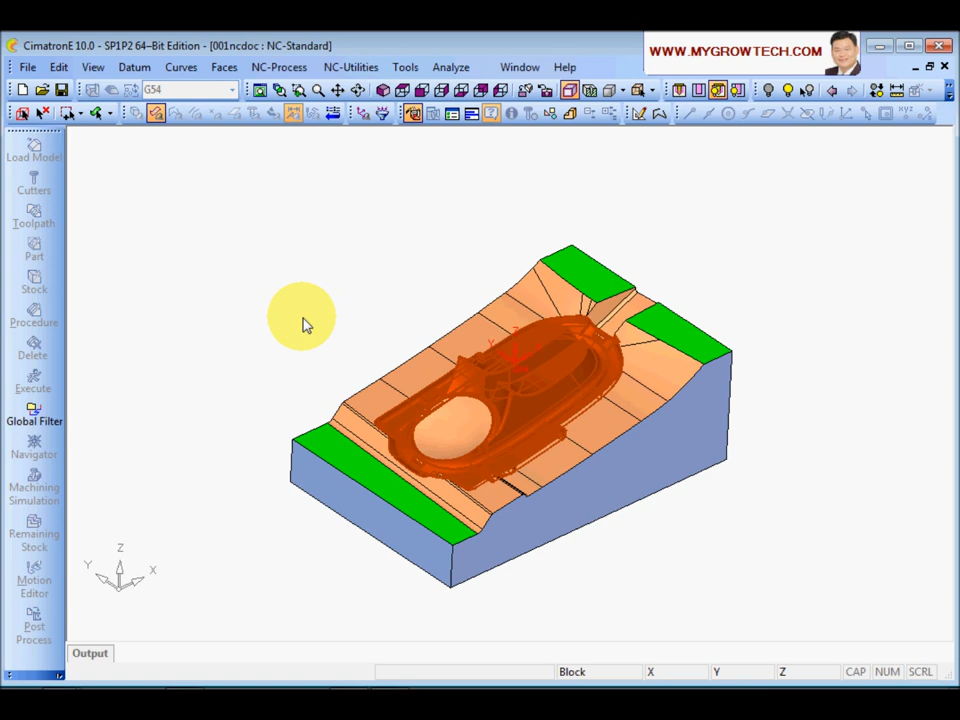 CimatronE 10.0 - SP1P2 64–Bit Edition - [001ncdoc : NC-Standard]
WWW.MYGROWTECH.COM
File Edit View Datum Curves Faces NC-Process NC-Utilities Tools Analyze Window Help
G54
Load Model
Cutters
Toolpath
Part
Stock
Procedure
Delete
Execute
Global Filter
Navigator
Machining
Simulation
Remaining
Stock
Motion
Editor
Post
Process
Z
Y
X
Y
Output
Block X Y Z CAP NUM SCRL